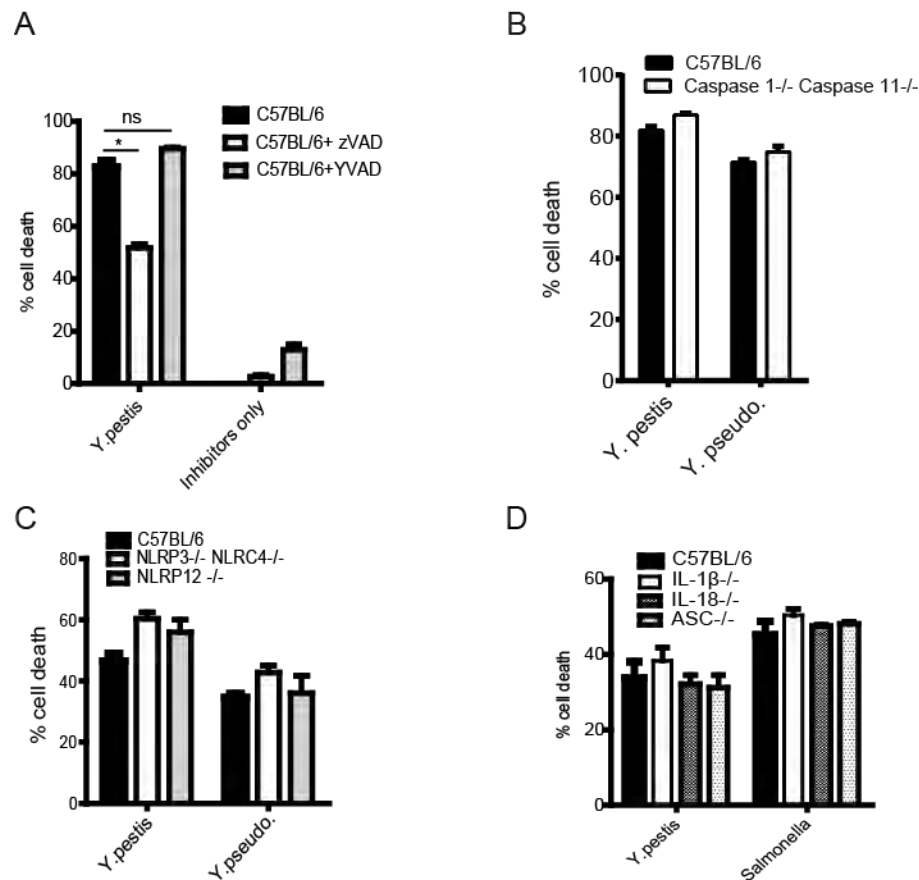 A
C57BL/6
C57BL/6+ zVAD
C57BL/6+YVAD
ns
*
% cell death
100
80
60
40
20
0
Y.pestis
Inhibitors only
B
C57BL/6
Caspase 1-/- Caspase 11-/-
% cell death
100
80
60
40
20
0
Y. pestis
Y. pseudo.
C
C57BL/6
NLRP3-/- NLRC4-/-
NLRP12 -/-
% cell death
80
60
40
20
0
Y.pestis
Y.pseudo.
D
C57BL/6
IL-1β-/-
IL-18-/-
ASC-/-
% cell death
60
40
20
0
Y.pestis
Salmonella